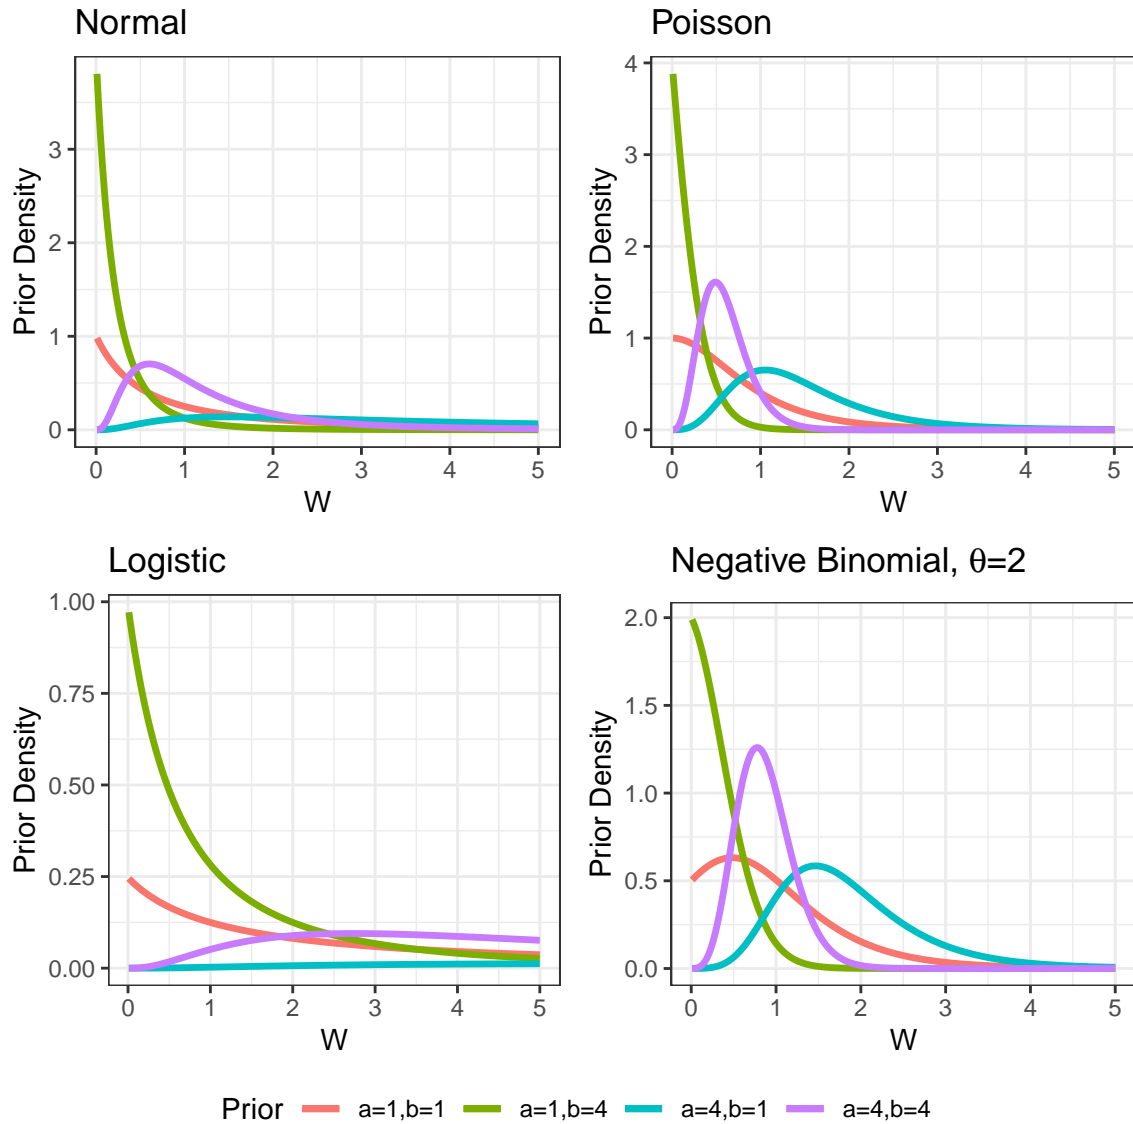 Normal
Prior Density
3
2
1
0
0 1 2 3 4 5
W
Poisson
Prior Density
4
3
2
1
0
0 1 2 3 4 5
W
Logistic
Prior Density
1.00
0.75
0.50
0.25
0.00
0 1 2 3 4 5
W
Negative Binomial, θ=2
Prior Density
2.0
1.5
1.0
0.5
0.0
0 1 2 3 4 5
W
Prior a=1,b=1 a=1,b=4 a=4,b=1 a=4,b=4